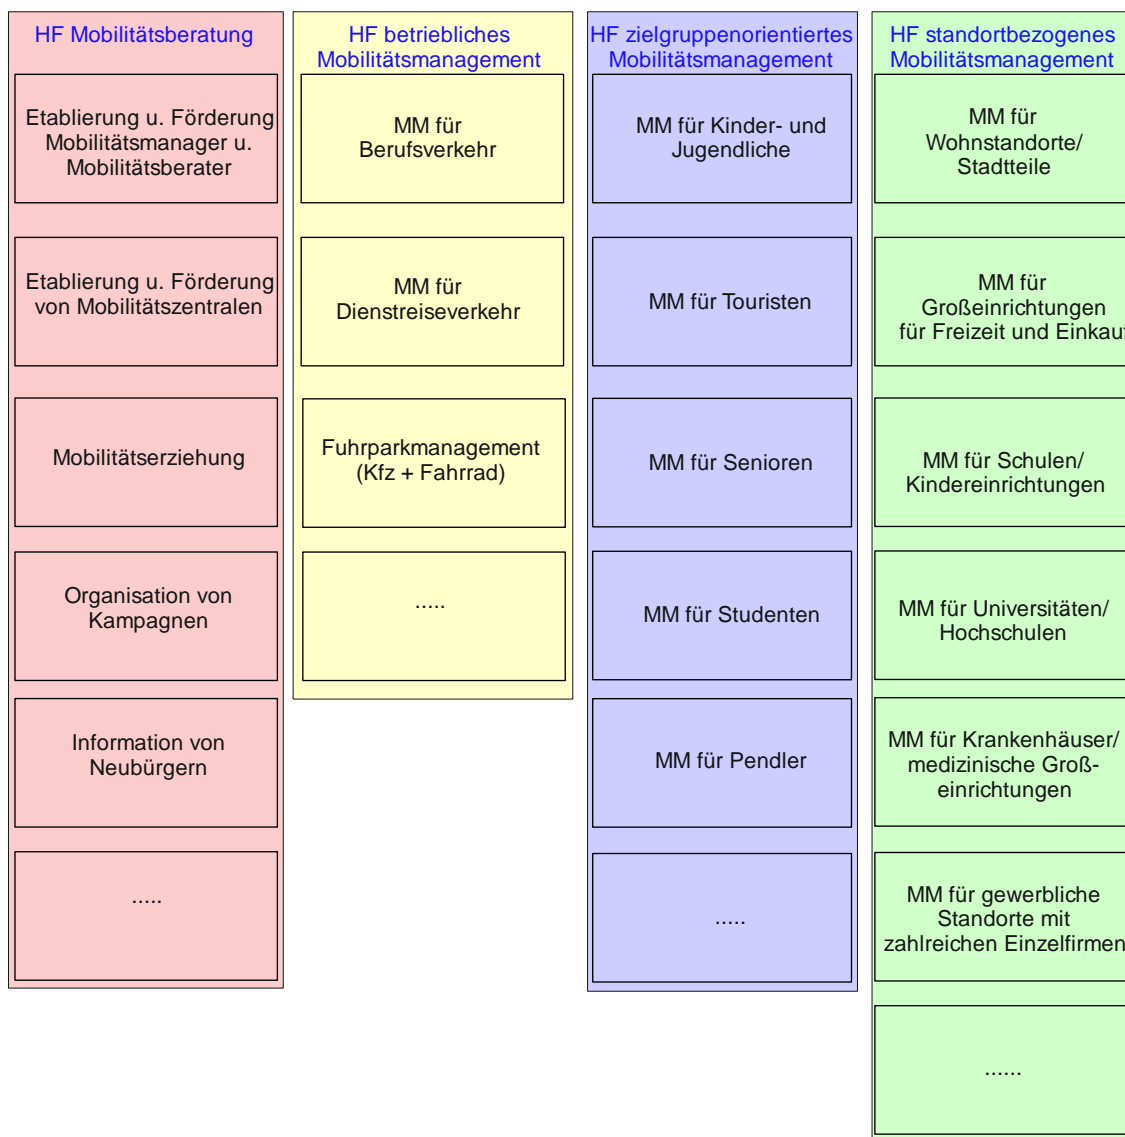 HF Mobilitätsberatung
Etablierung u. Förderung
Mobilitätsmanager u.
Mobilitätsberater
Etablierung u. Förderung
von Mobilitätszentralen
Mobilitätserziehung
Organisation von
Kampagnen
Information von
Neubürgern
.....
HF betriebliches
Mobilitätsmanagement
MM für
Berufsverkehr
MM für
Dienstreiseverkehr
Fuhrparkmanagement
(Kfz + Fahrrad)
.....
HF zielgruppenorientiertes
Mobilitätsmanagement
MM für Kinder- und
Jugendliche
MM für Touristen
MM für Senioren
MM für Studenten
MM für Pendler
.....
HF standortbezogenes
Mobilitätsmanagement
MM für
Wohnstandorte/
Stadtteile
MM für
Großeinrichtungen
für Freizeit und Einkauf
MM für Schulen/
Kindereinrichtungen
MM für Universitäten/
Hochschulen
MM für Krankenhäuser/
medizinische Groß-
einrichtungen
MM für gewerbliche
Standorte mit
zahlreichen Einzelfirmen
......